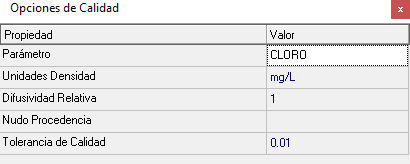 Opciones de Calidad x
Propiedad Valor
Parámetro CLORO
Unidades Densidad mg/L
Difusividad Relativa 1
Nudo Procedencia
Tolerancia de Calidad 0.01